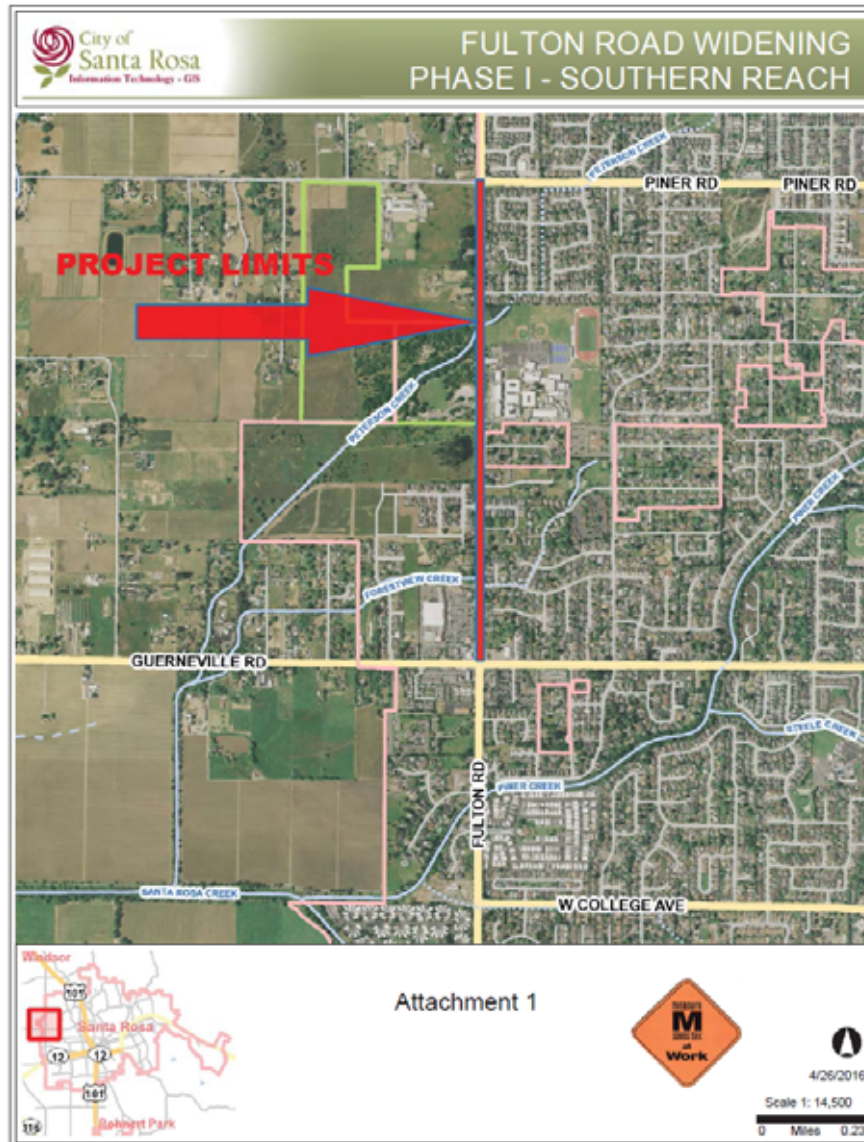 City of
Santa Rosa
Information Technology - GIS
FULTON ROAD WIDENING
PHASE I - SOUTHERN REACH
PETERSON CREEK
PINER RD
PINER RD
PROJECT LIMITS
PETERSON CREEK
PINER CREEK
FORESTVIEW CREEK
GUERNEVILLE RD
STEELE CREEK
PINER CREEK
FULTON RD
SANTA ROSA CREEK
W COLLEGE AVE
Windsor
101
Santa Rosa
12
12
101
Rohnert Park
116
Attachment 1
M
at
Work
4/26/2016
Scale 1: 14,500
0 Miles